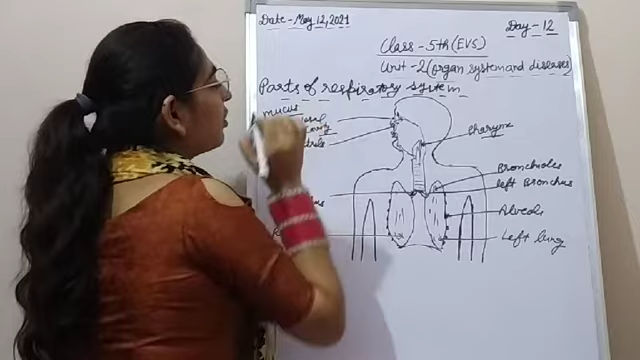 Date - May 12, 2021
Day - 12
Class - 5th (EVS)
Unit - 2 (organ system and diseases)
Parts of respiratory system
mucus
Pharynx
Bronchioles
left Bronchus
Alveoli
Left lung